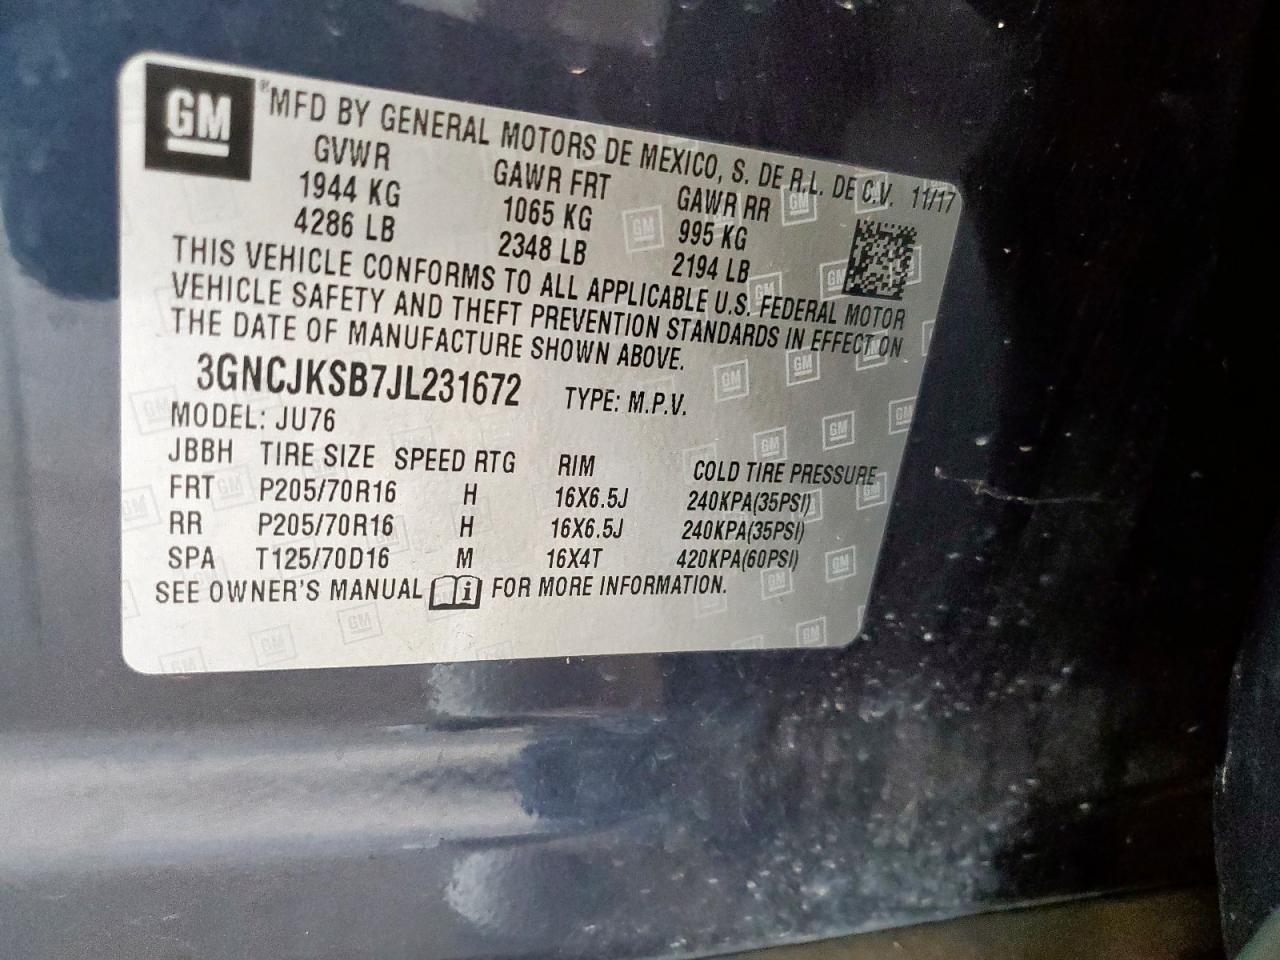 GM
® MFD BY GENERAL MOTORS DE MEXICO, S. DE R.L. DE C.V. 11/17
GVWR GAWR FRT GAWR RR
1944 KG 1065 KG 995 KG
4286 LB 2348 LB 2194 LB
THIS VEHICLE CONFORMS TO ALL APPLICABLE U.S. FEDERAL MOTOR
VEHICLE SAFETY AND THEFT PREVENTION STANDARDS IN EFFECT ON
THE DATE OF MANUFACTURE SHOWN ABOVE.
3GNCJKSB7JL231672 TYPE: M.P.V.
MODEL: JU76
JBBH TIRE SIZE SPEED RTG RIM COLD TIRE PRESSURE
FRT P205/70R16 H 16X6.5J 240KPA(35PSI)
RR P205/70R16 H 16X6.5J 240KPA(35PSI)
SPA T125/70D16 M 16X4T 420KPA(60PSI)
SEE OWNER'S MANUAL i FOR MORE INFORMATION.